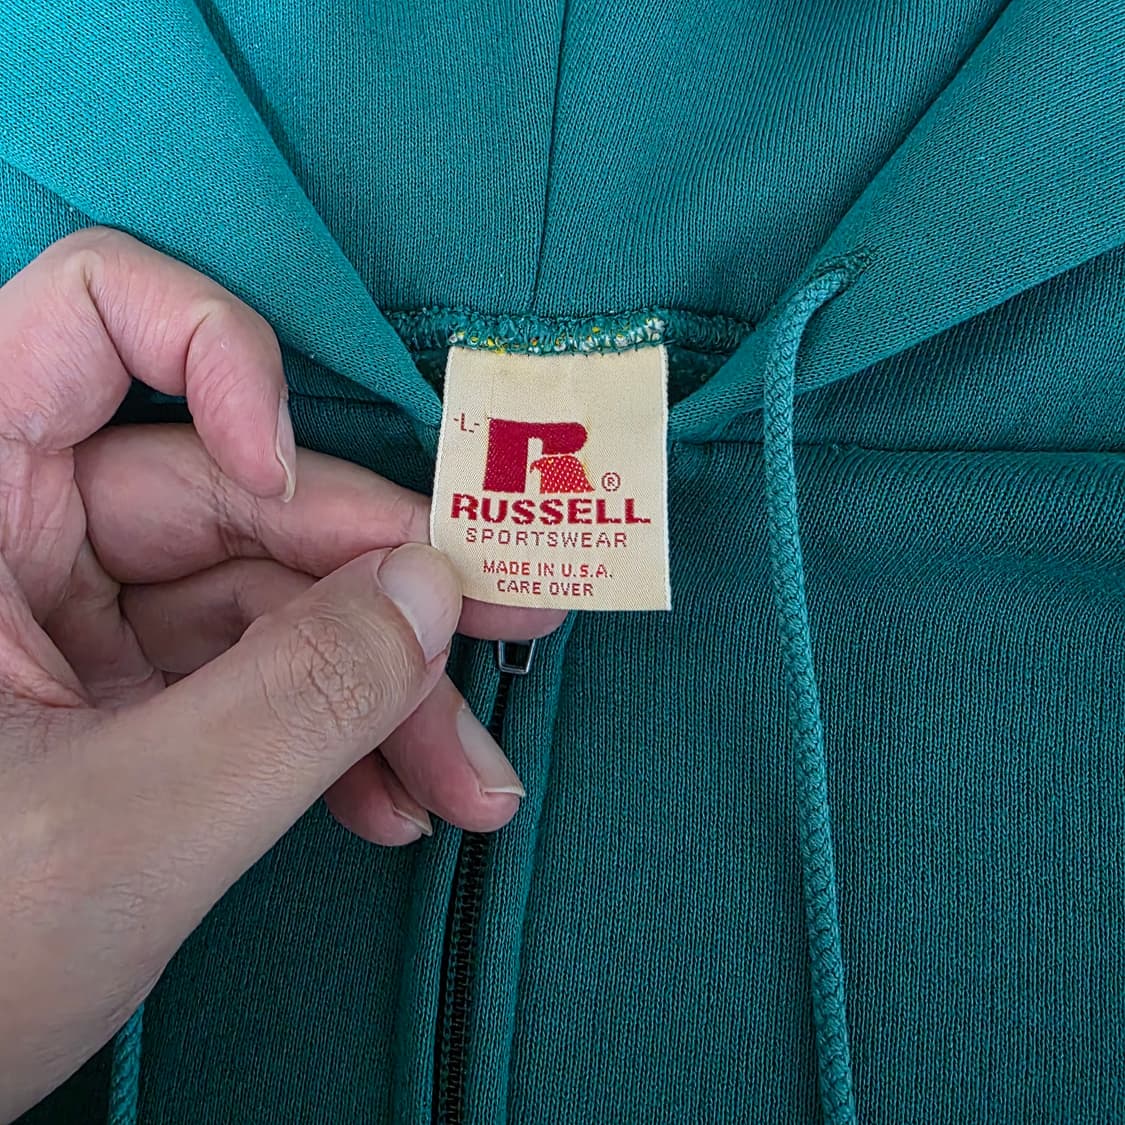 -L-
R®
RUSSELL
SPORTSWEAR
MADE IN U.S.A.
CARE OVER